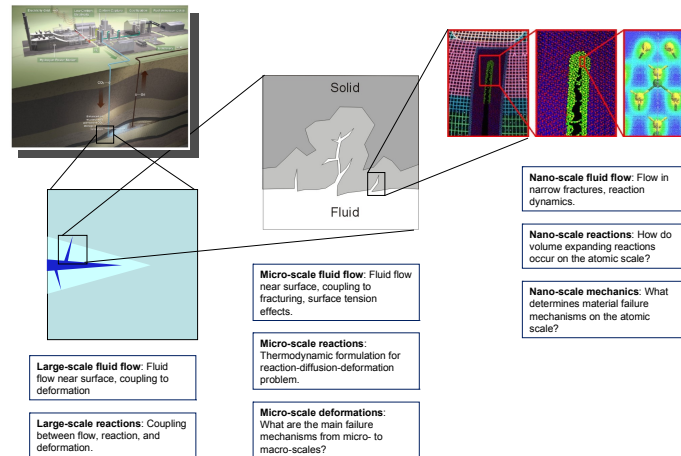 Solid
Fluid
Large-scale fluid flow: Fluid
flow near surface, coupling to
deformation
Large-scale reactions: Coupling
between flow, reaction, and
deformation.
Micro-scale fluid flow: Fluid flow
near surface, coupling to
fracturing, surface tension
effects.
Micro-scale reactions:
Thermodynamic formulation for
reaction-diffusion-deformation
problem.
Micro-scale deformations:
What are the main failure
mechanisms from micro- to
macro-scales?
Nano-scale fluid flow: Flow in
narrow fractures, reaction
dynamics.
Nano-scale reactions: How do
volume expanding reactions
occur on the atomic scale?
Nano-scale mechanics: What
determines material failure
mechanisms on the atomic
scale?